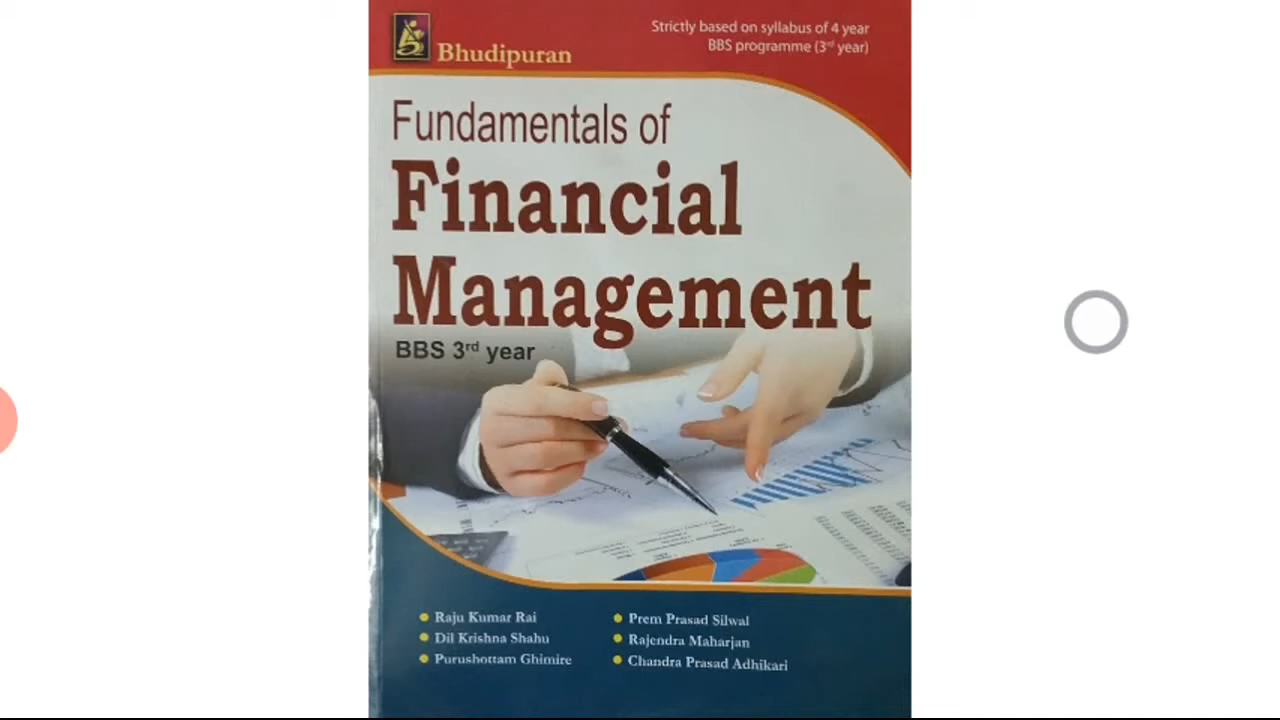 Strictly based on syllabus of 4 year
BBS programme (3rd year)
Bhudipuran
Fundamentals of
Financial
Management
BBS 3rd year
Raju Kumar Rai
Dil Krishna Shahu
Purushottam Ghimire
Prem Prasad Silwal
Rajendra Maharjan
Chandra Prasad Adhikari